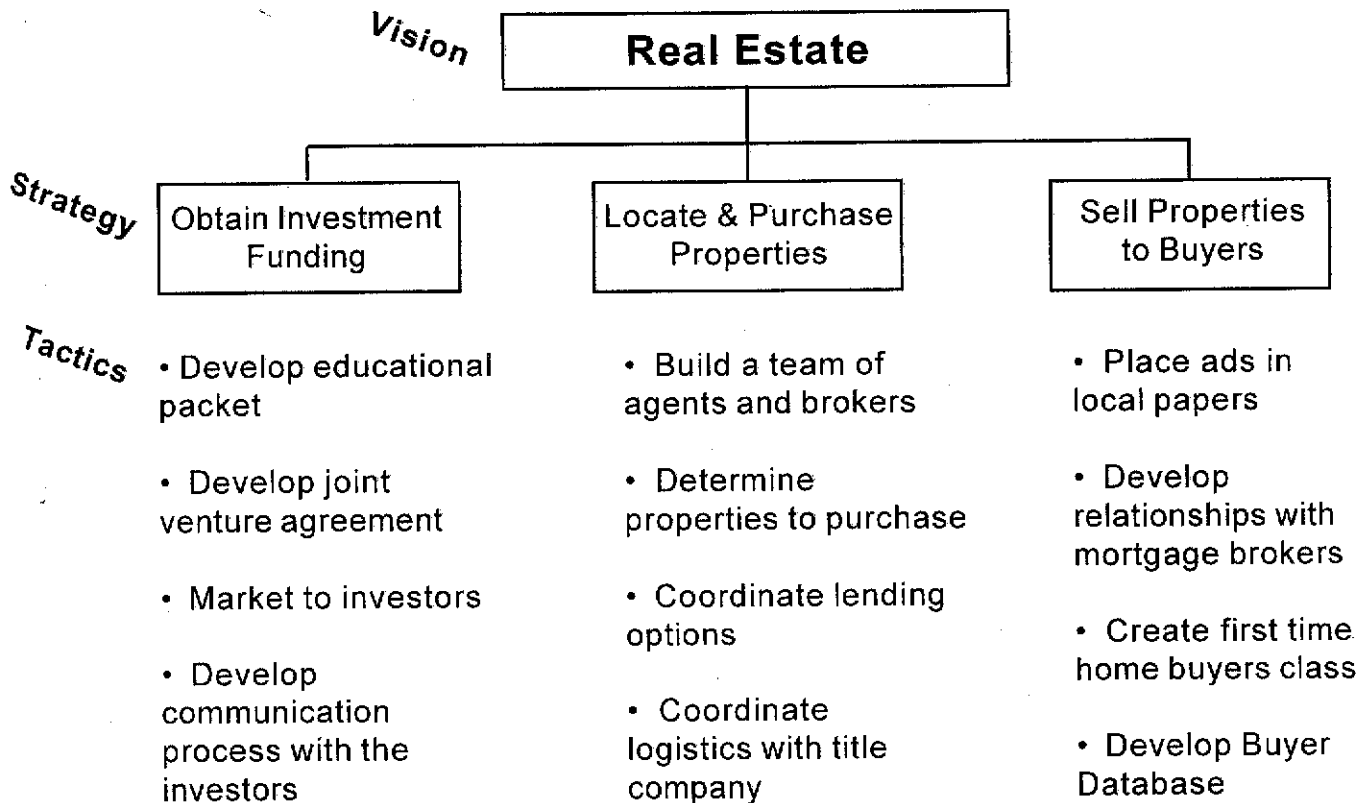 Vision
Real Estate
Strategy
Obtain Investment
Funding
Locate & Purchase
Properties
Sell Properties
to Buyers
Tactics
• Develop educational
packet
• Develop joint
venture agreement
• Market to investors
• Develop
communication
process with the
investors
• Build a team of
agents and brokers
• Determine
properties to purchase
• Coordinate lending
options
• Coordinate
logistics with title
company
• Place ads in
local papers
• Develop
relationships with
mortgage brokers
• Create first time
home buyers class
• Develop Buyer
Database